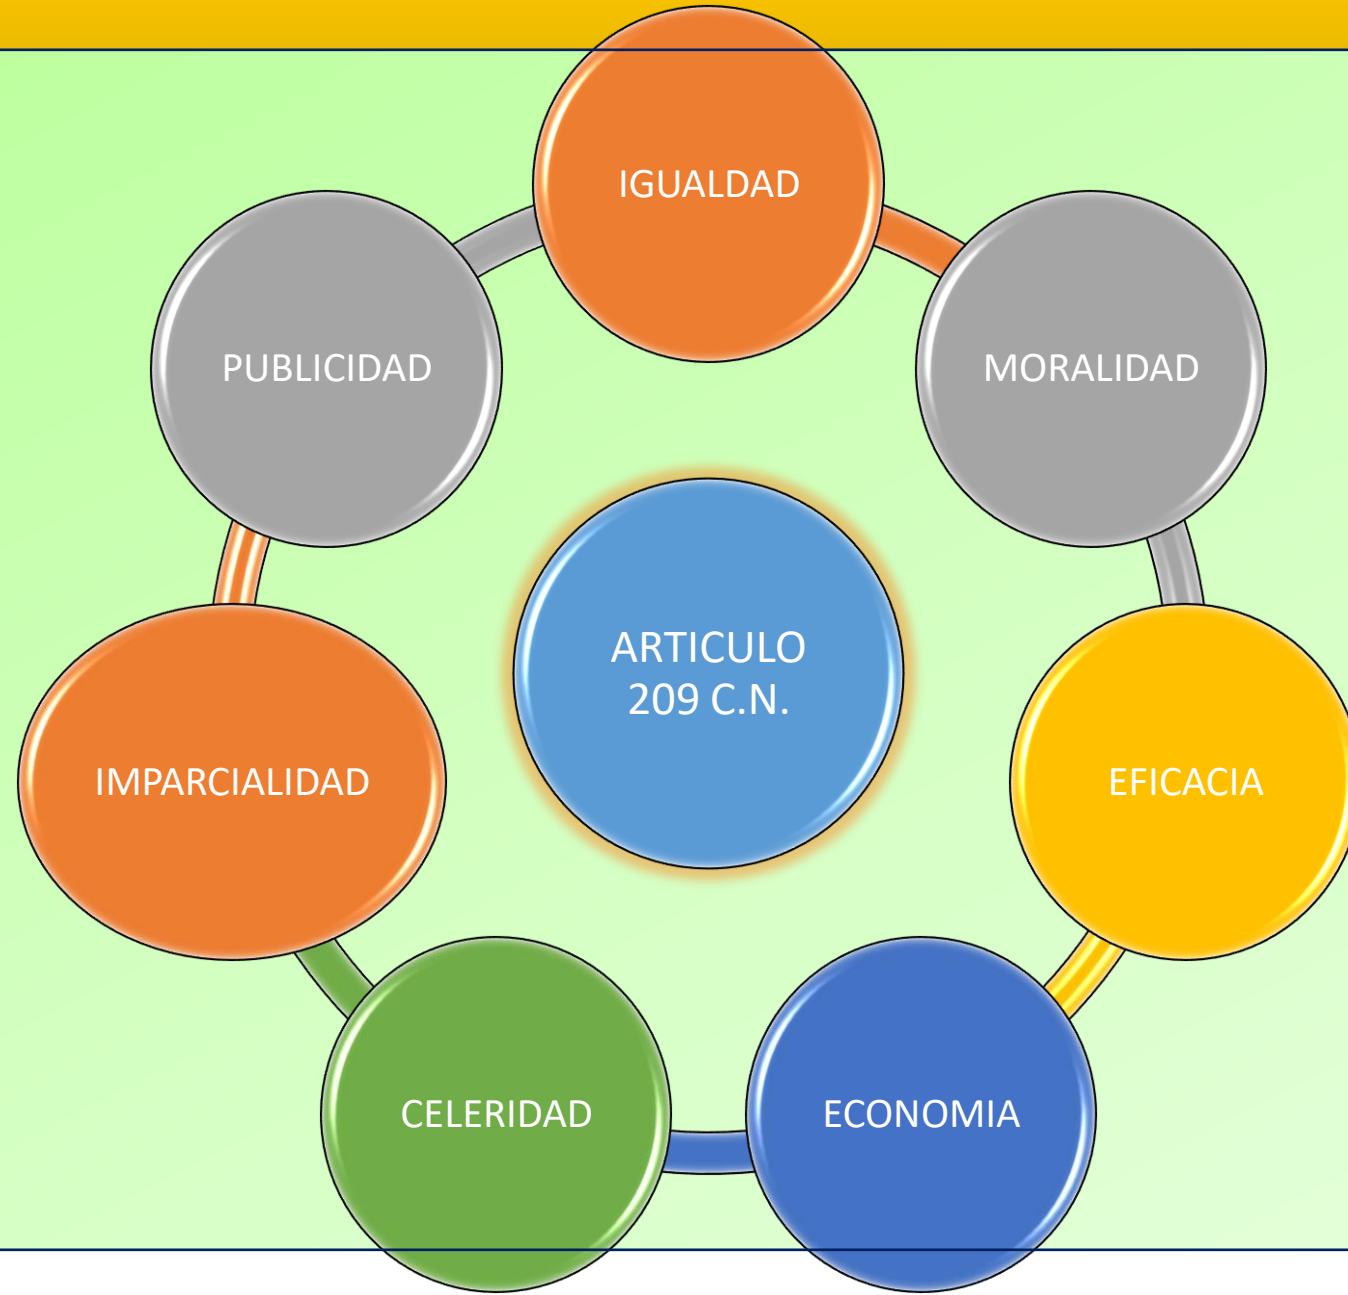 IGUALDAD
PUBLICIDAD
MORALIDAD
ARTICULO
209 C.N.
IMPARCIALIDAD
EFICACIA
CELERIDAD
ECONOMIA